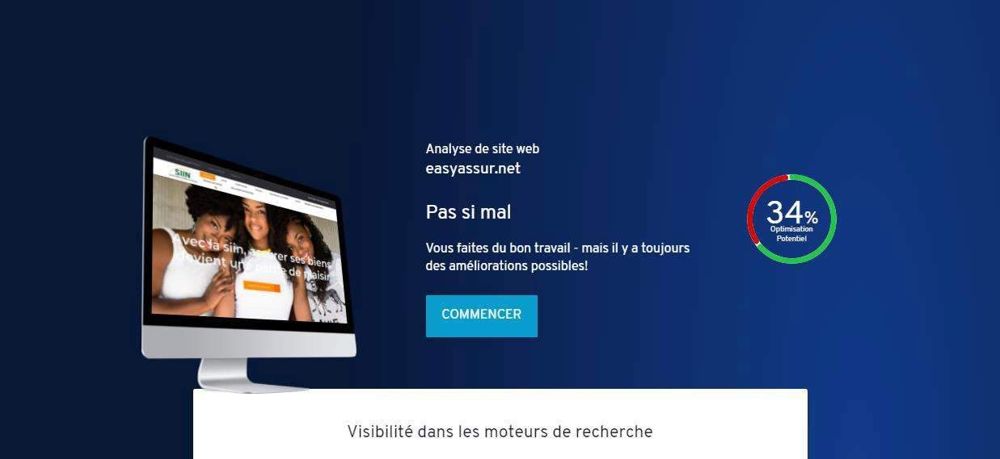 SIIN
Avec la siin, assurer ses biens
devient une partie de plaisir
Analyse de site web
easyassur.net
Pas si mal
Vous faites du bon travail - mais il y a toujours
des améliorations possibles!
COMMENCER
34%
Optimisation
Potentiel
Visibilité dans les moteurs de recherche